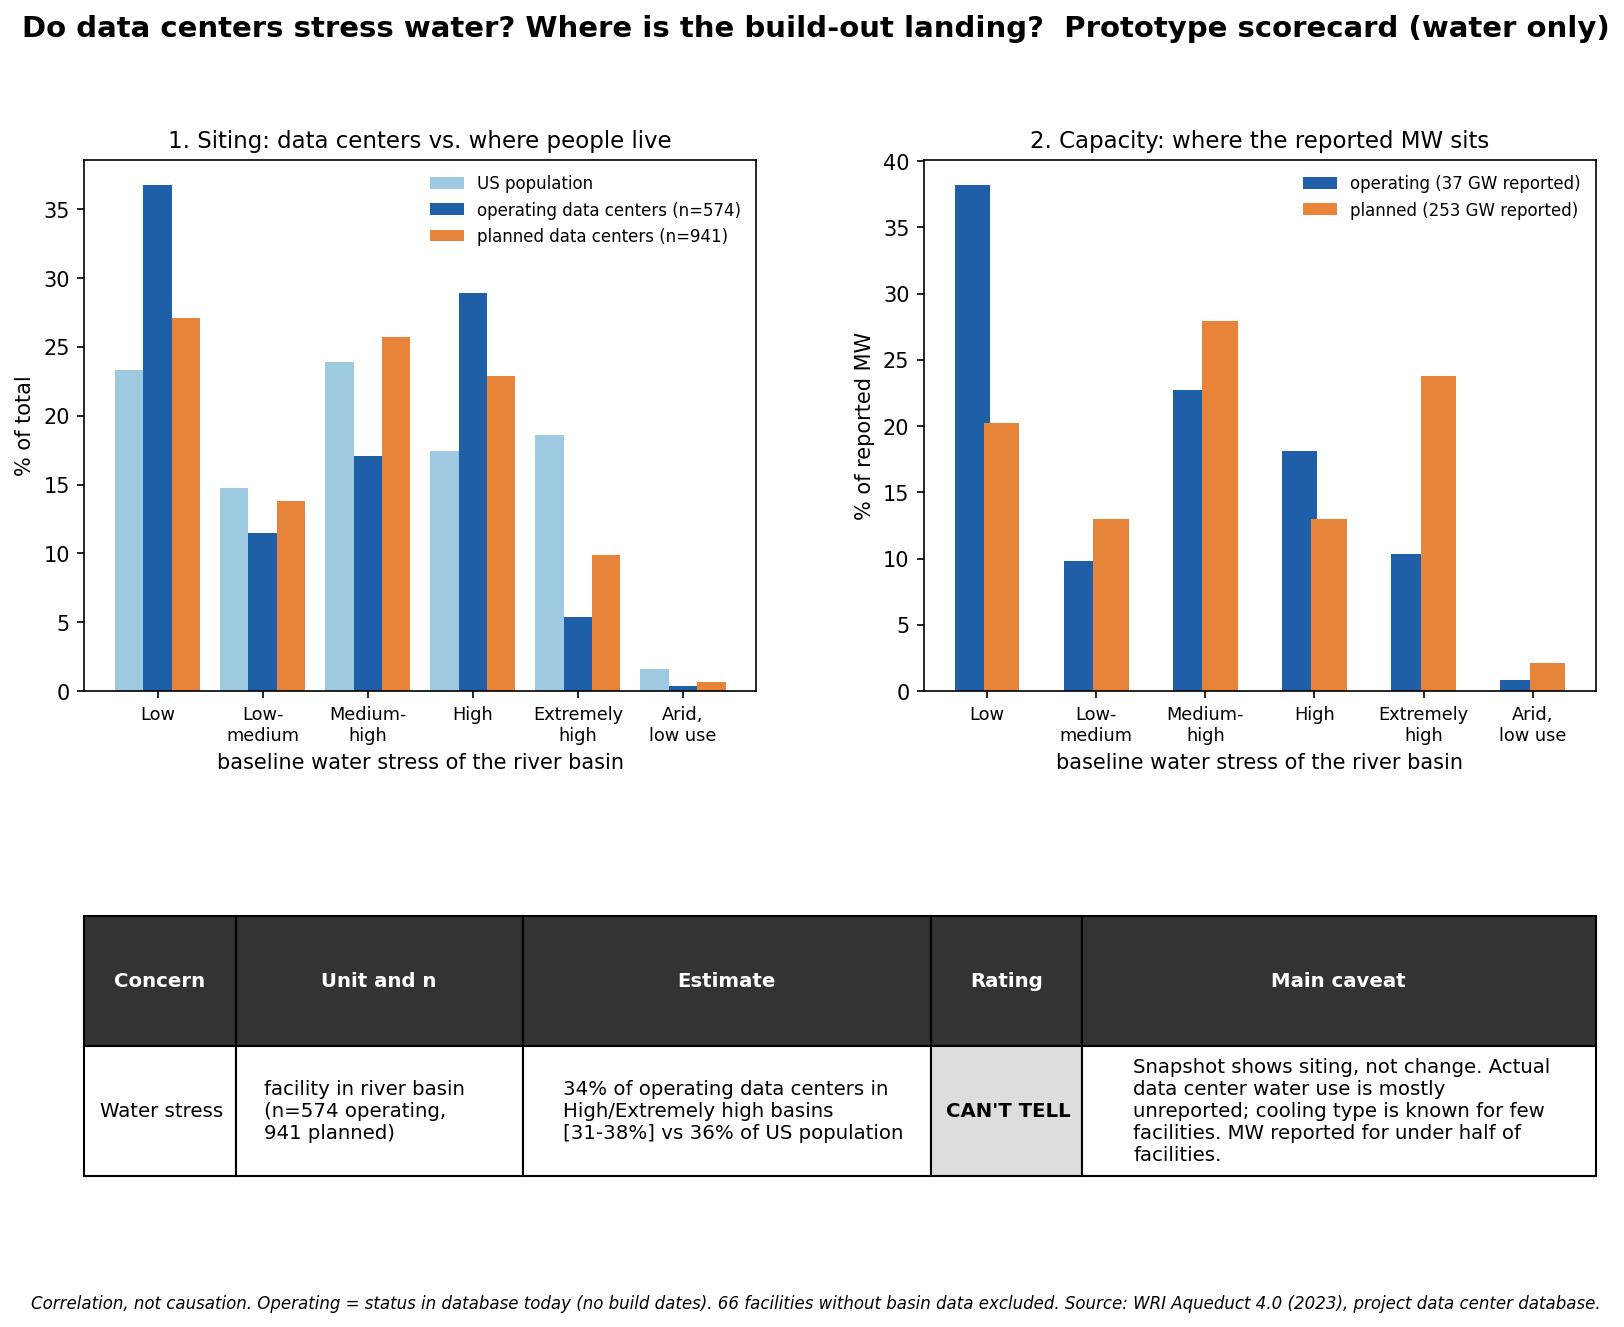 Do data centers stress water? Where is the build-out landing?  Prototype scorecard (water only)
1. Siting: data centers vs. where people live
US population
operating data centers (n=574)
planned data centers (n=941)
% of total
35
30
25
20
15
10
5
0
Low
Low-
medium
Medium-
high
High
Extremely
high
Arid,
low use
baseline water stress of the river basin
2. Capacity: where the reported MW sits
operating (37 GW reported)
planned (253 GW reported)
% of reported MW
40
35
30
25
20
15
10
5
0
Low
Low-
medium
Medium-
high
High
Extremely
high
Arid,
low use
baseline water stress of the river basin
Concern
Unit and n
Estimate
Rating
Main caveat
Water stress
facility in river basin
(n=574 operating,
941 planned)
34% of operating data centers in
High/Extremely high basins
[31-38%] vs 36% of US population
CAN'T TELL
Snapshot shows siting, not change. Actual
data center water use is mostly
unreported; cooling type is known for few
facilities. MW reported for under half of
facilities.
Correlation, not causation. Operating = status in database today (no build dates). 66 facilities without basin data excluded. Source: WRI Aqueduct 4.0 (2023), project data center database.